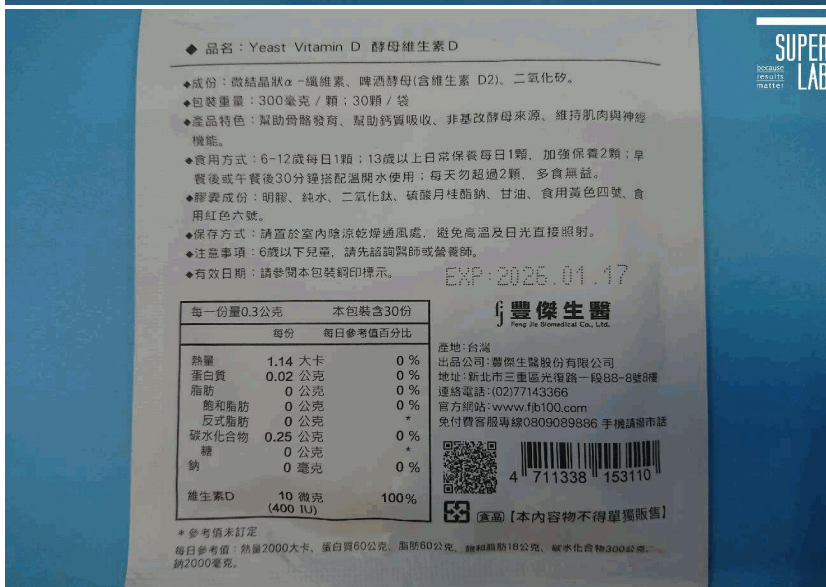 SUPER
LAB
because
results
matter
◆ 品名：Yeast Vitamin D 酵母維生素D
◆成份：微結晶狀α-纖維素、啤酒酵母(含維生素 D2)、二氧化矽。
◆包裝重量：300毫克 / 顆；30顆 / 袋
◆產品特色：幫助骨骼發育、幫助鈣質吸收、非基改酵母來源、維持肌肉與神經
機能。
◆食用方式：6-12歲每日1顆；13歲以上日常保養每日1顆，加強保養2顆；早
餐後或午餐後30分鐘搭配溫開水使用；每天勿超過2顆，多食無益。
◆膠囊成份：明膠、純水、二氧化鈦、硫酸月桂酯鈉、甘油、食用黃色四號、食
用紅色六號。
◆保存方式：請置於室內陰涼乾燥通風處，避免高溫及日光直接照射。
◆注意事項：6歲以下兒童，請先諮詢醫師或營養師。
◆有效日期：請參閱本包裝鋼印標示。
EXP:2026.01.17
每一份量0.3公克 本包裝含30份
每份 每日參考值百分比
熱量 1.14 大卡 0 %
蛋白質 0.02 公克 0 %
脂肪 0 公克 0 %
飽和脂肪 0 公克 0 %
反式脂肪 0 公克 *
碳水化合物 0.25 公克 0 %
糖 0 公克 *
鈉 0 毫克 0 %
維生素D 10 微克 100%
(400 IU)
*參考值未訂定
每日參考值：熱量2000大卡、蛋白質60公克、脂肪60公克、飽和脂肪18公克、碳水化合物300公克、
鈉2000毫克。
fj 豐傑生醫
Feng Jie Biomedical Co., Ltd.
產地：台灣
出品公司：豐傑生醫股份有限公司
地址：新北市三重區光復路一段88-8號8樓
連絡電話：(02)77143366
官方網站：www.fjb100.com
免付費客服專線0809089886 手機請撥市話
4 711338 153110
食品【本內容物不得單獨販售】